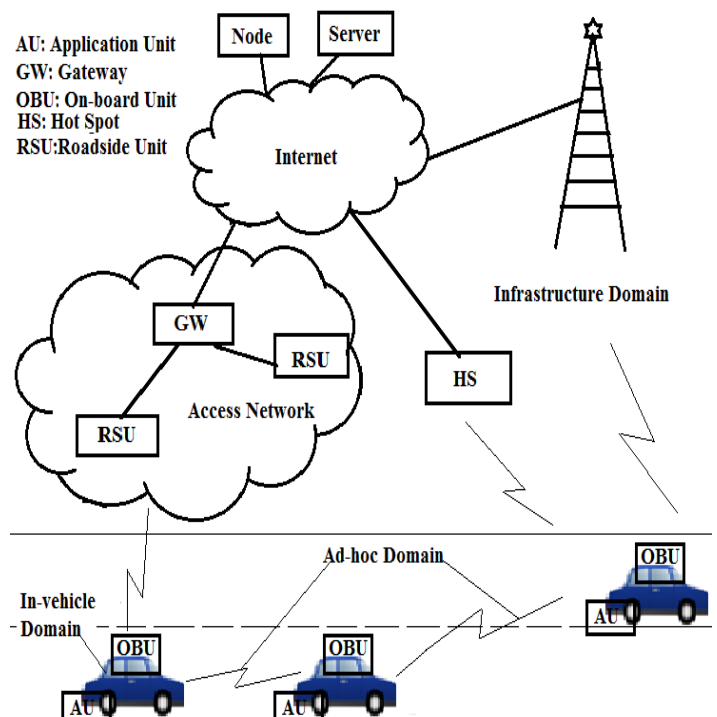 AU: Application Unit
GW: Gateway
OBU: On-board Unit
HS: Hot Spot
RSU:Roadside Unit
Node
Server
Internet
Infrastructure Domain
GW
RSU
HS
Access Network
RSU
Ad-hoc Domain
OBU
In-vehicle
Domain
AU
OBU
OBU
AU
AU